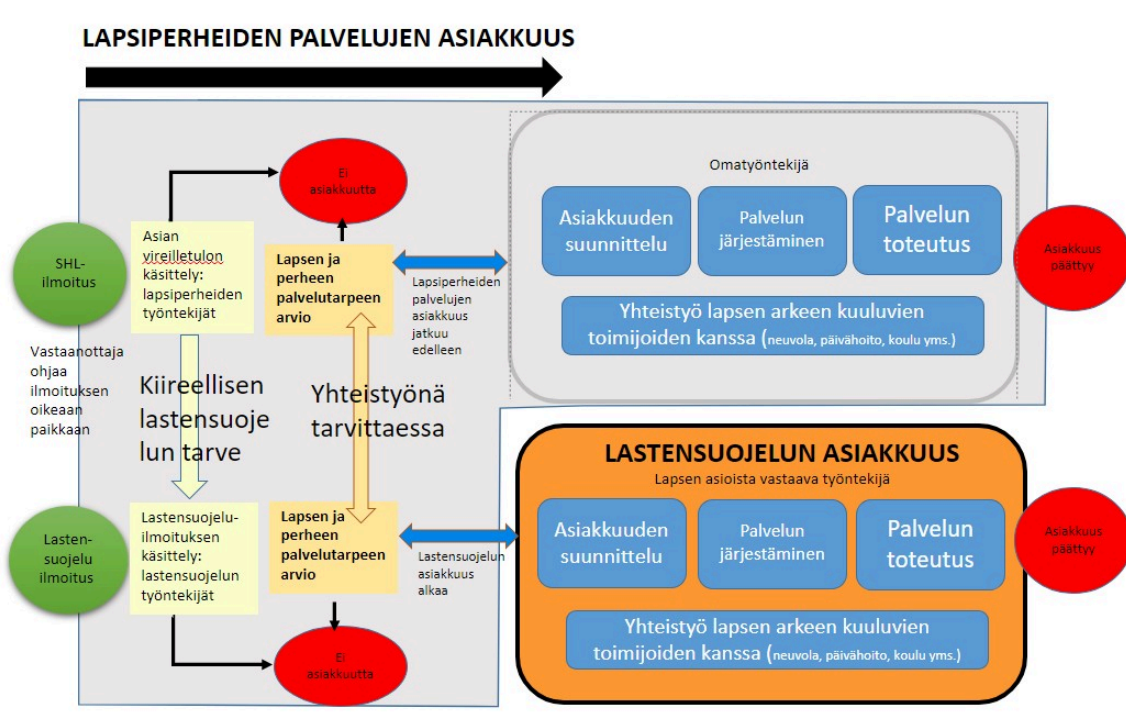 LAPSIPERHEIDEN PALVELUJEN ASIAKKUUS
Ei
asiakkuutta
SHL-
ilmoitus
Asian
vireilletulon
käsittely:
lapsiperheiden
työntekijät
Lapsen ja
perheen
palvelutarpeen
arvio
Lapsiperheiden
palvelujen
asiakkuus
jatkuu
edelleen
Omatyöntekijä
Asiakkuuden
suunnittelu
Palvelun
järjestäminen
Palvelun
toteutus
Yhteistyö lapsen arkeen kuuluvien
toimijoiden kanssa (neuvola, päivähoito, koulu yms.)
Asiakkuus
päättyy
Vastaanottaja
ohjaa
ilmoituksen
oikeaan
paikkaan
Kiireellisen
lastensuoje
lun tarve
Yhteistyönä
tarvittaessa
Lasten-
suojelu
ilmoitus
Lastensuojelu-
ilmoituksen
käsittely:
lastensuojelun
työntekijät
Lapsen ja
perheen
palvelutarpeen
arvio
Lastensuojelun
asiakkuus
alkaa
Ei
asiakkuutta
LASTENSUOJELUN ASIAKKUUS
Lapsen asioista vastaava työntekijä
Asiakkuuden
suunnittelu
Palvelun
järjestäminen
Palvelun
toteutus
Yhteistyö lapsen arkeen kuuluvien
toimijoiden kanssa (neuvola, päivähoito, koulu yms.)
Asiakkuus
päättyy